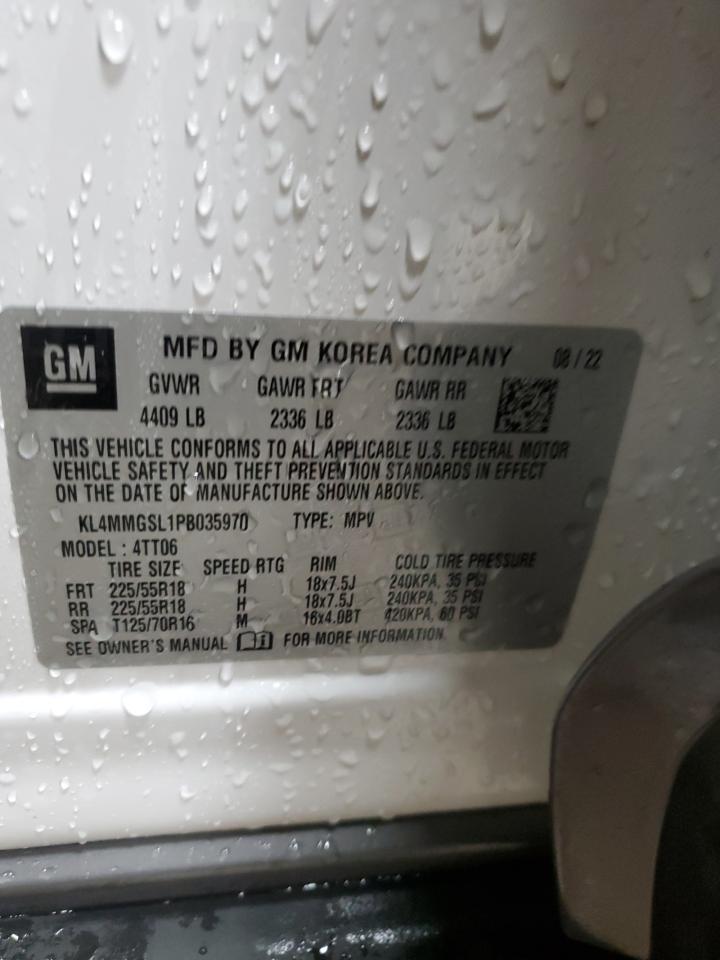 GM
MFD BY GM KOREA COMPANY 08 / 22
GVWR GAWR FRT GAWR RR
4409 LB 2336 LB 2336 LB
THIS VEHICLE CONFORMS TO ALL APPLICABLE U.S. FEDERAL MOTOR
VEHICLE SAFETY AND THEFT PREVENTION STANDARDS IN EFFECT
ON THE DATE OF MANUFACTURE SHOWN ABOVE.
KL4MMGSL1PB035970 TYPE: MPV
MODEL : 4TT06
TIRE SIZE SPEED RTG RIM COLD TIRE PRESSURE
FRT 225/55R18 H 18x7.5J 240KPA, 35 PSI
RR 225/55R18 H 18x7.5J 240KPA, 35 PSI
SPA T125/70R16 M 16x4.0BT 420KPA, 60 PSI
SEE OWNER'S MANUAL FOR MORE INFORMATION.